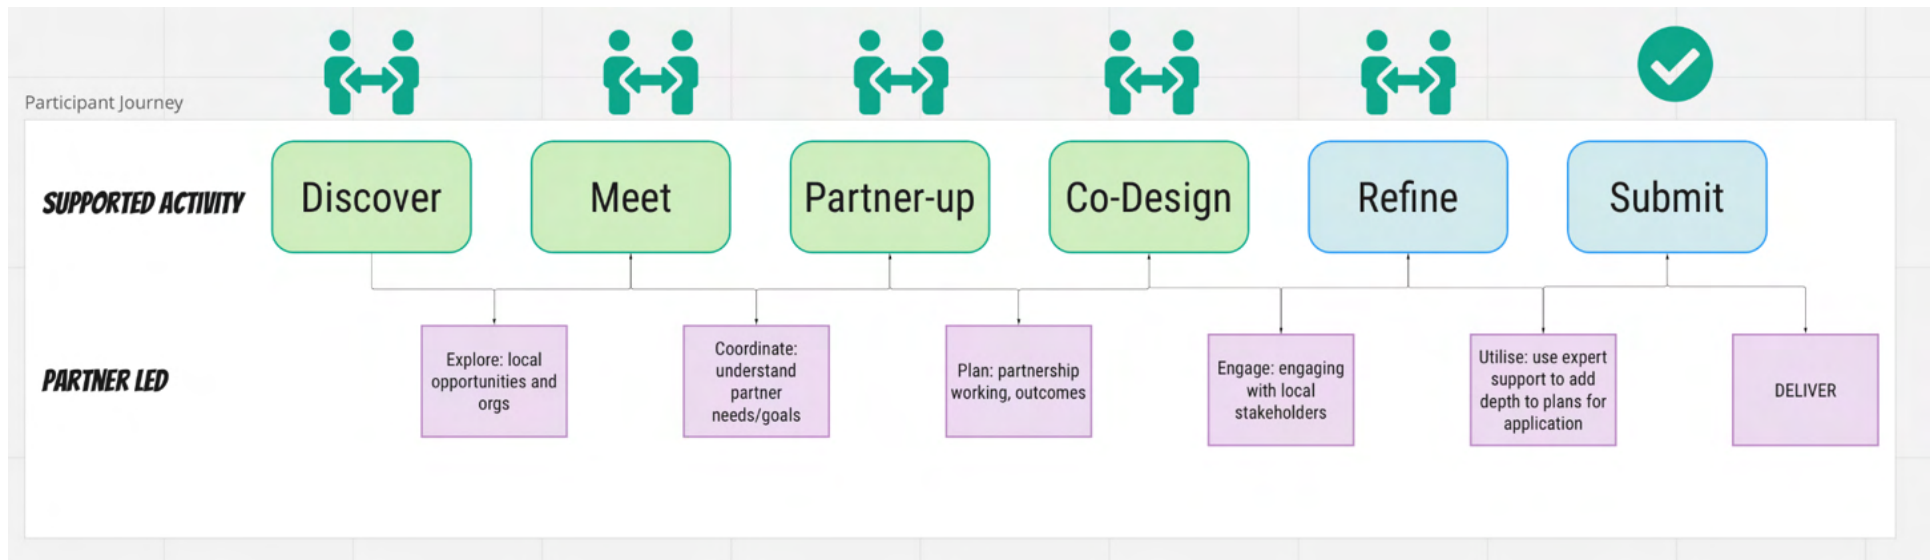 Participant Journey
SUPPORTED ACTIVITY
Discover
Meet
Partner-up
Co-Design
Refine
Submit
PARTNER LED
Explore: local
opportunities and
orgs
Coordinate:
understand
partner
needs/goals
Plan: partnership
working, outcomes
Engage: engaging
with local
stakeholders
Utilise: use expert
support to add
depth to plans for
application
DELIVER